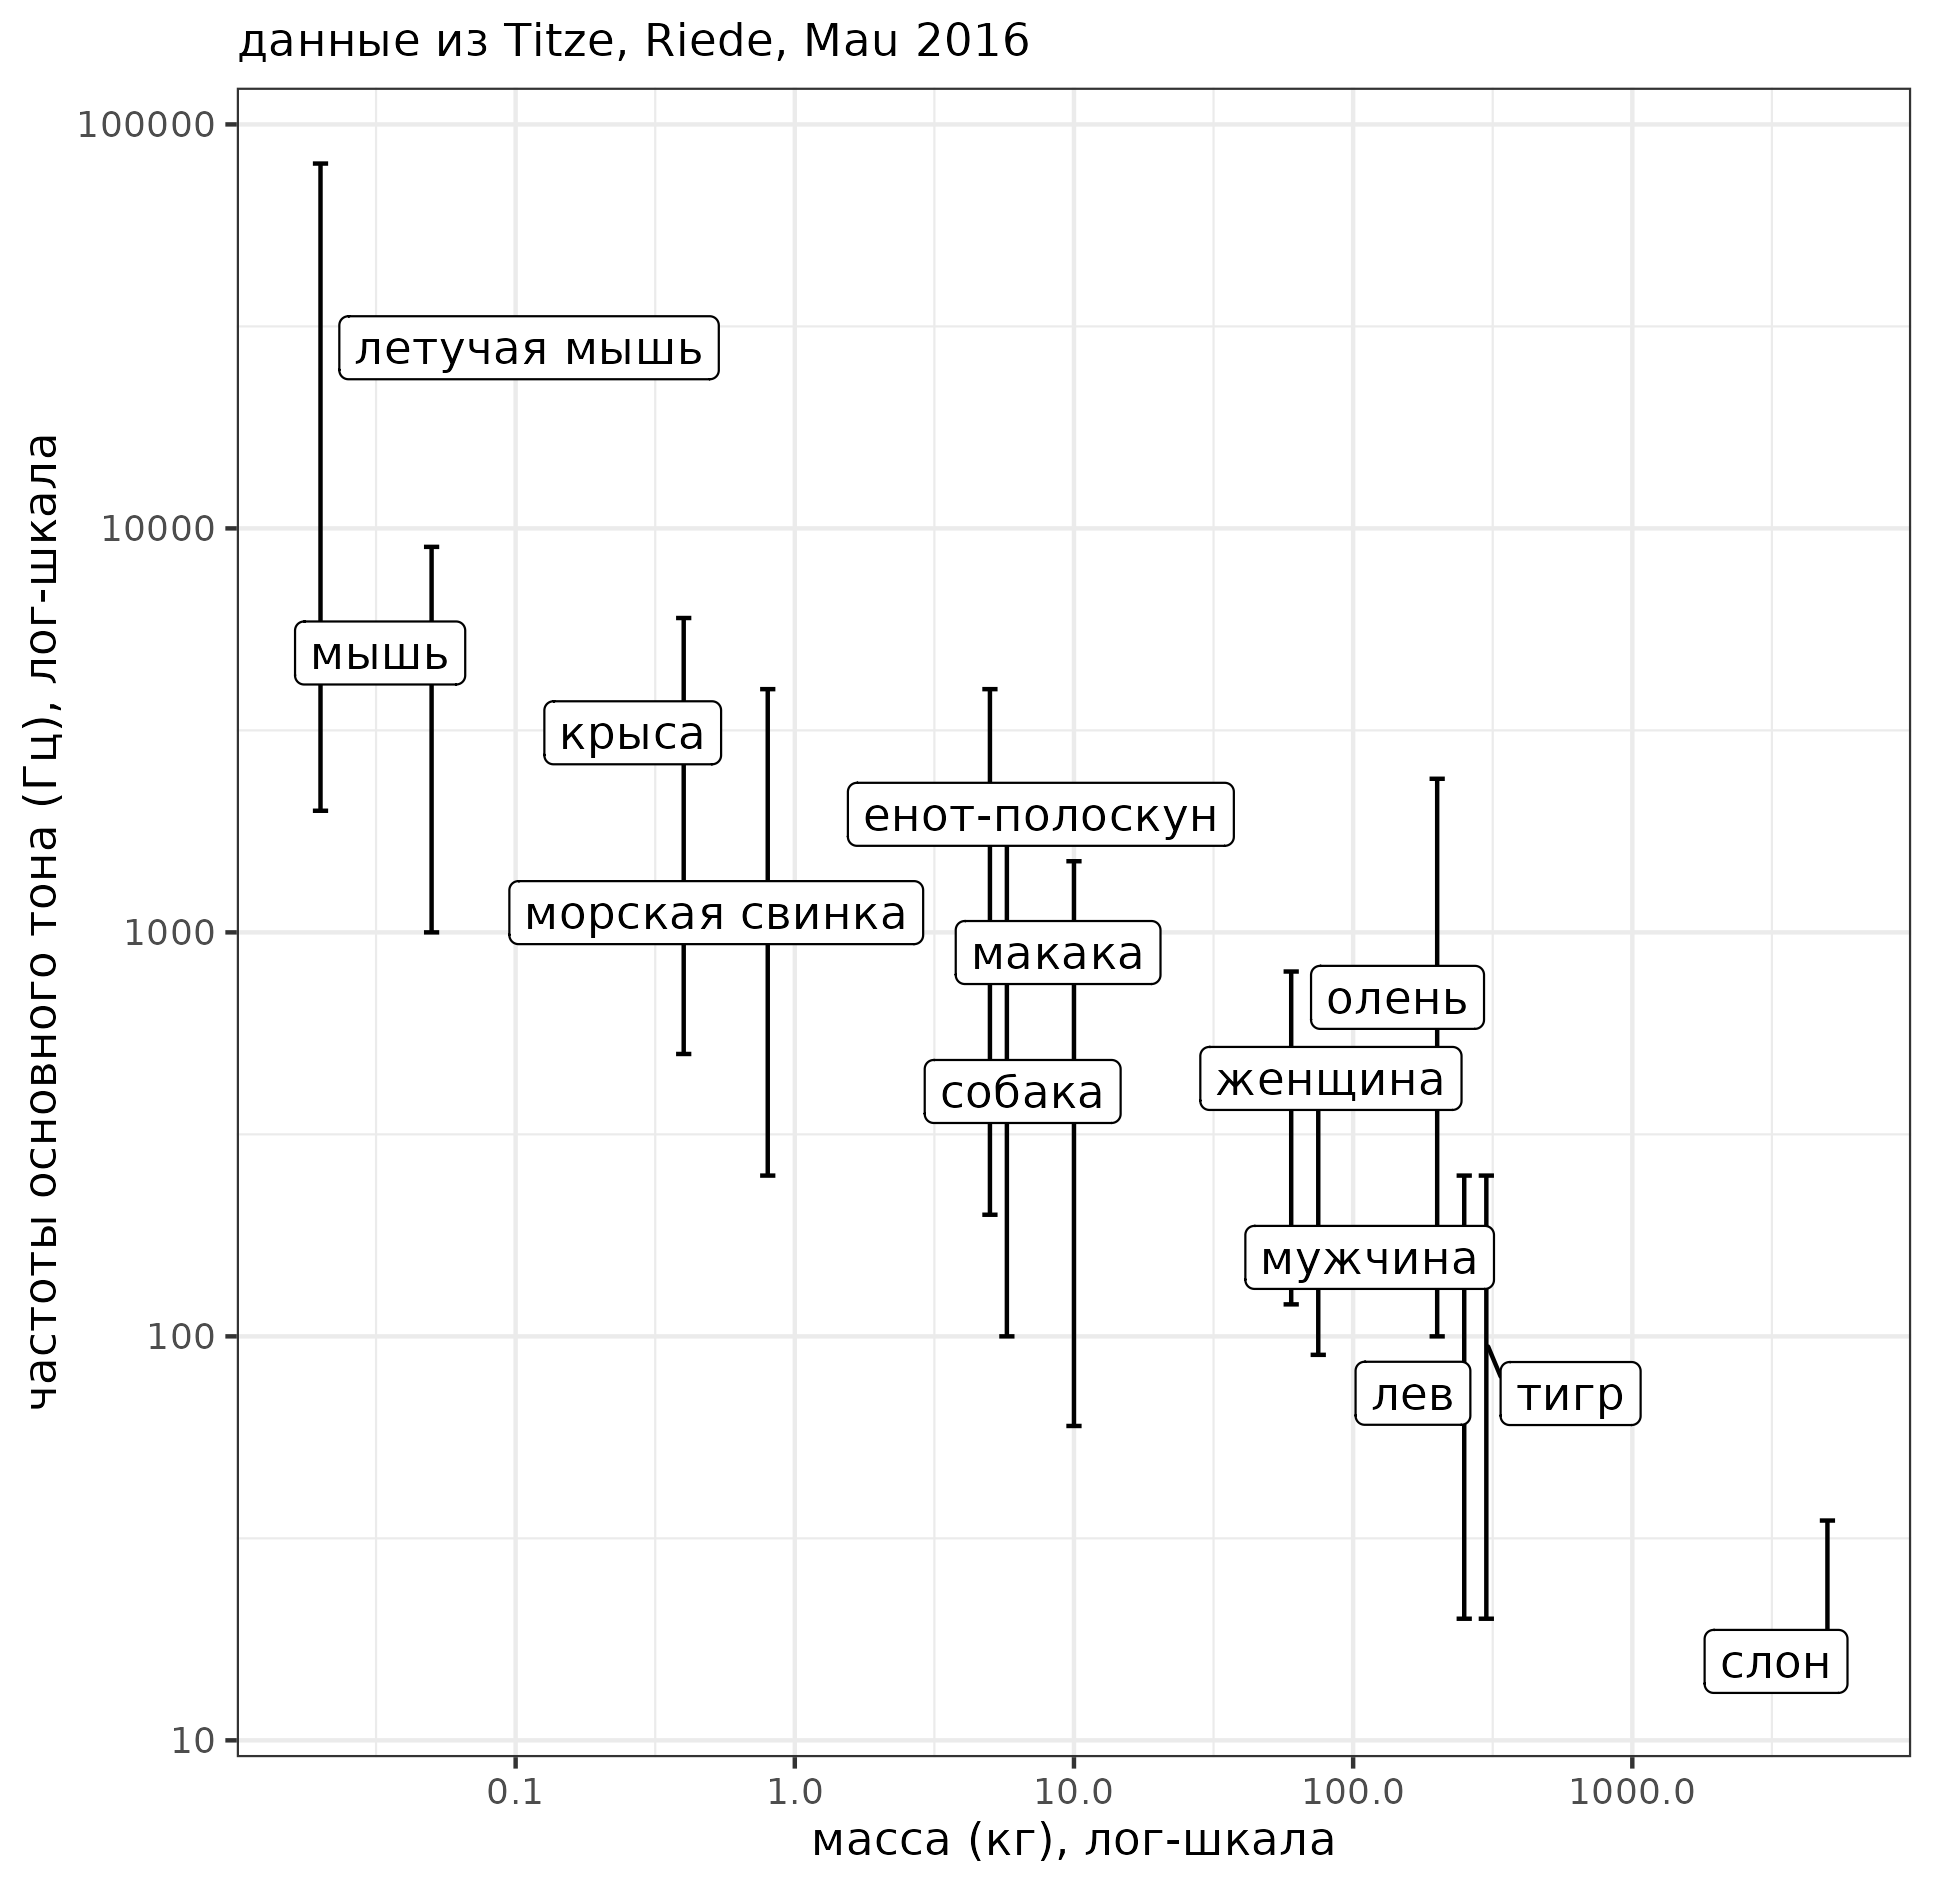 данные из Titze, Riede, Mau 2016
частоты основного тона (Гц), лог-шкала
100000
10000
1000
100
10
летучая мышь
мышь
крыса
енот-полоскун
морская свинка
макака
олень
женщина
собака
мужчина
лев
тигр
слон
0.1
1.0
10.0
100.0
1000.0
масса (кг), лог-шкала